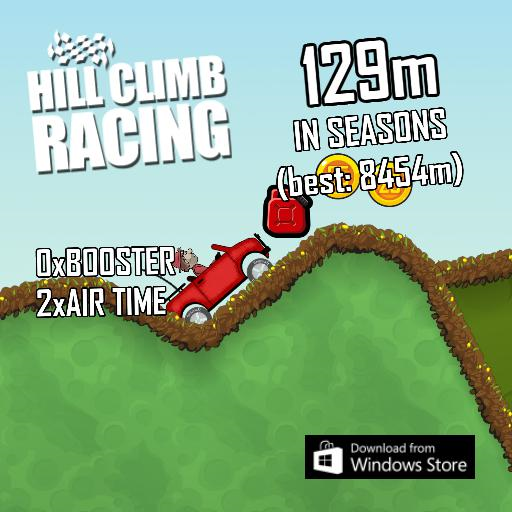 HILL CLIMB
RACING
129m
IN SEASONS
(best: 8454m)
0xBOOSTER
2xAIR TIME
Download from
Windows Store